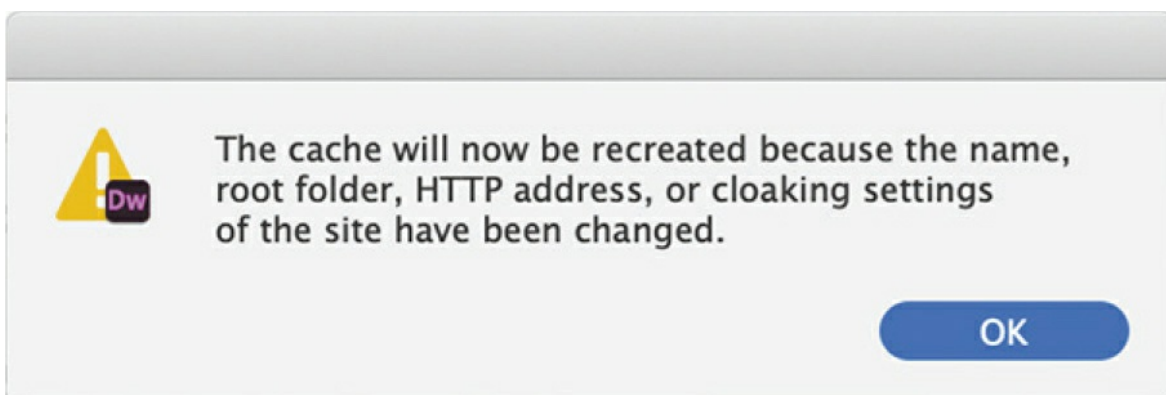 The cache will now be recreated because the name,
root folder, HTTP address, or cloaking settings
of the site have been changed.
Dw
OK